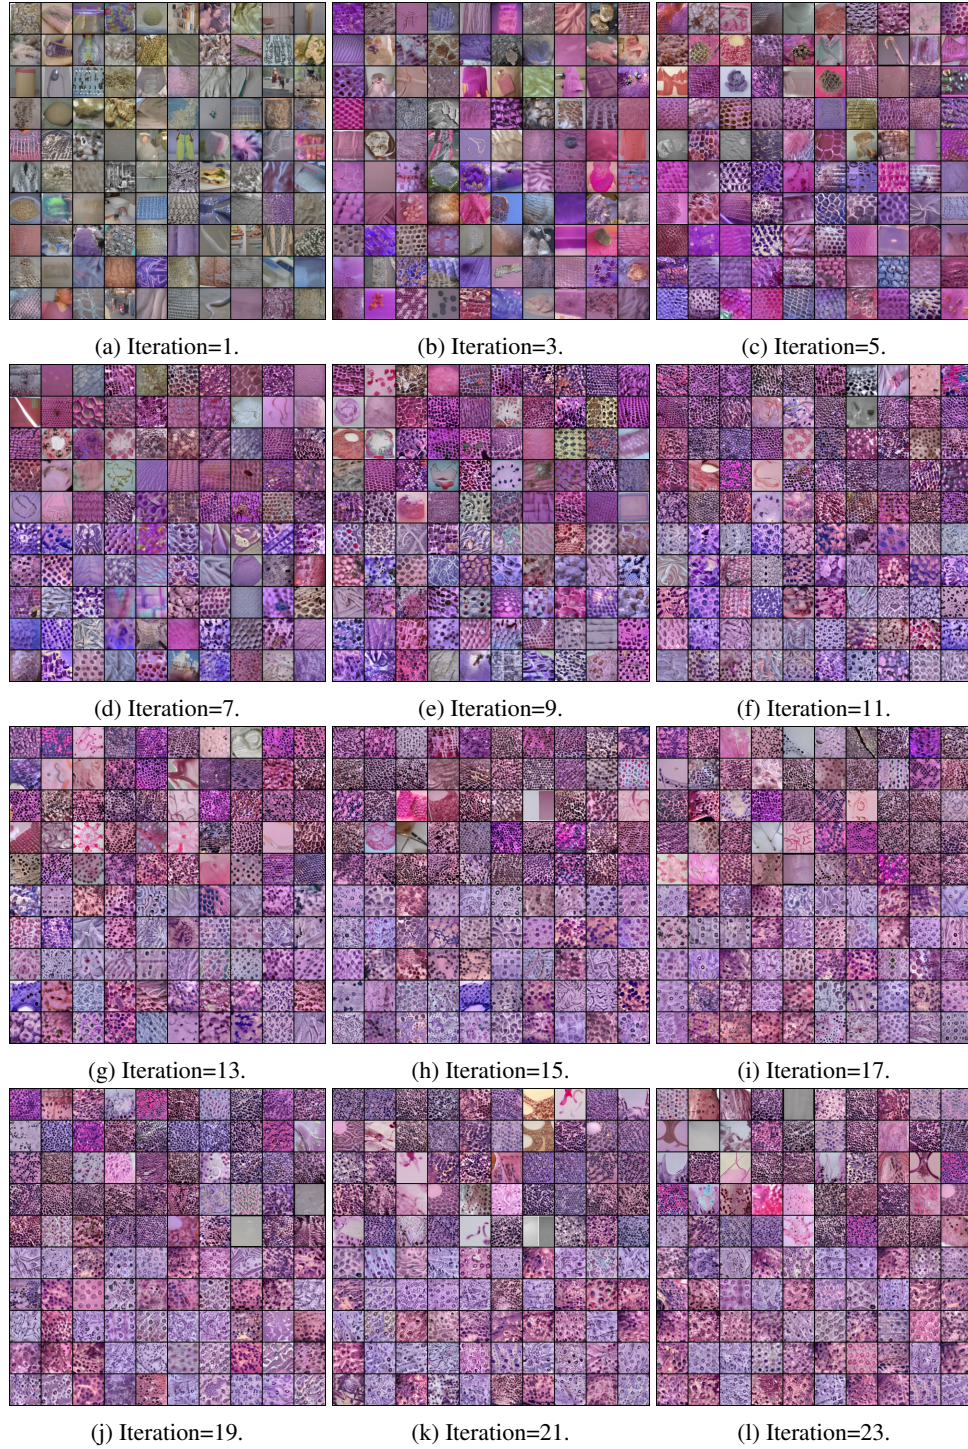 (a) Iteration=1.
(b) Iteration=3.
(c) Iteration=5.
(d) Iteration=7.
(e) Iteration=9.
(f) Iteration=11.
(g) Iteration=13.
(h) Iteration=15.
(i) Iteration=17.
(j) Iteration=19.
(k) Iteration=21.
(l) Iteration=23.